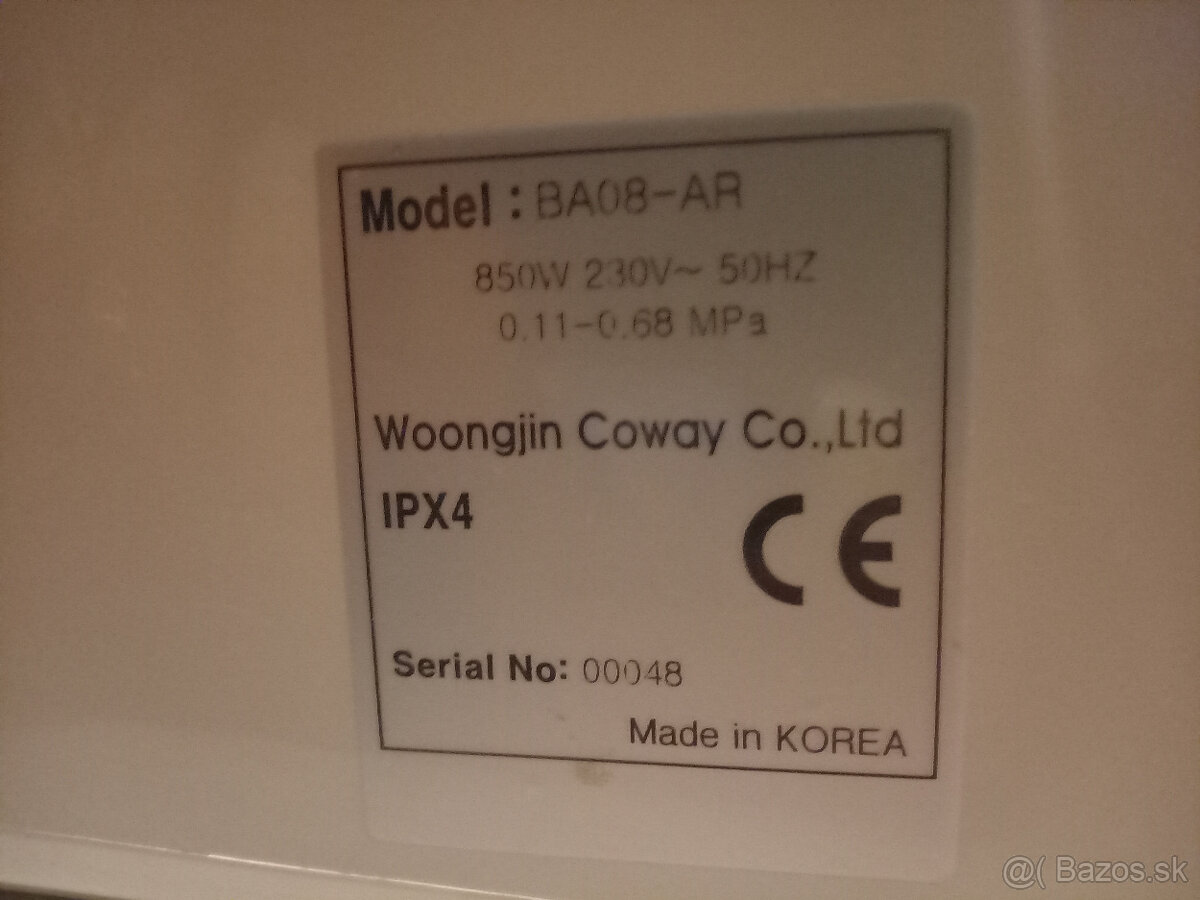 Model : BA08-AR
850W 230V~ 50HZ
0.11-0.68 MPa
Woongjin Coway Co.,Ltd
IPX4
CE
Serial No: 00048
Made in KOREA
@( Bazos.sk